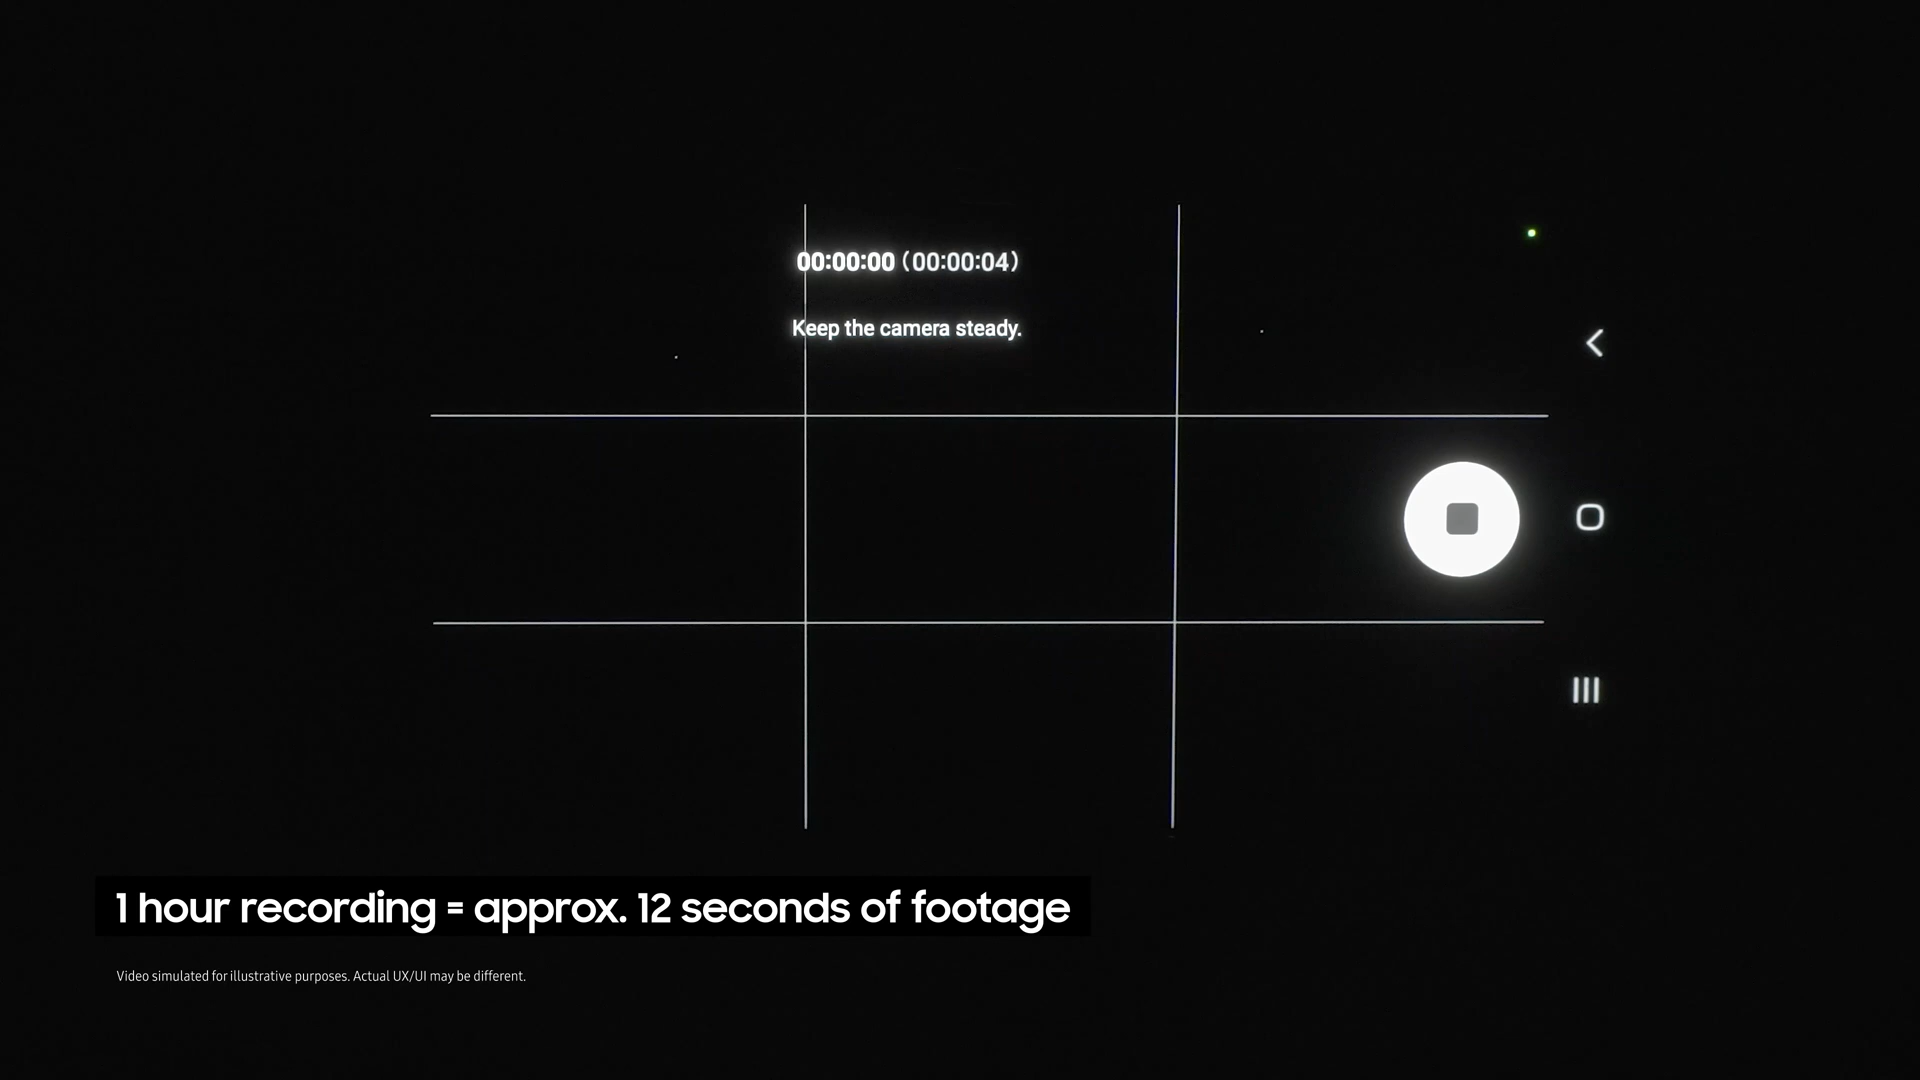 00:00:00 (00:00:04)
Keep the camera steady.
1 hour recording = approx. 12 seconds of footage
Video simulated for illustrative purposes. Actual UX/UI may be different.